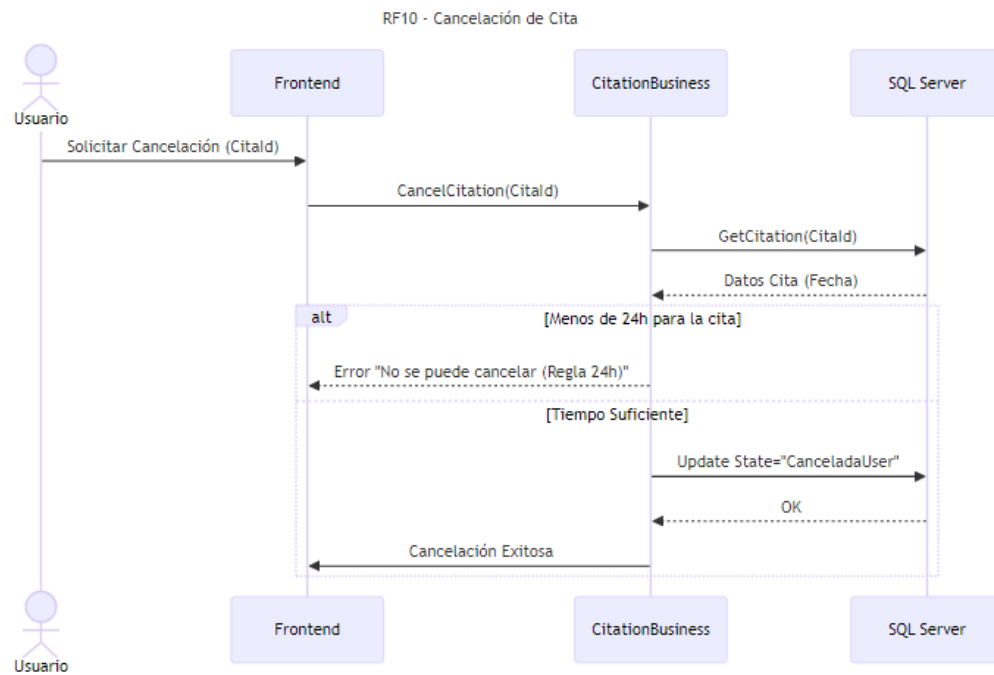 RF10 - Cancelación de Cita
Usuario
Frontend
CitationBusiness
SQL Server
Solicitar Cancelación (CitaId)
CancelCitation(CitaId)
GetCitation(CitaId)
Datos Cita (Fecha)
alt
[Menos de 24h para la cita]
Error "No se puede cancelar (Regla 24h)"
[Tiempo Suficiente]
Update State="CanceladaUser"
OK
Cancelación Exitosa
Usuario
Frontend
CitationBusiness
SQL Server